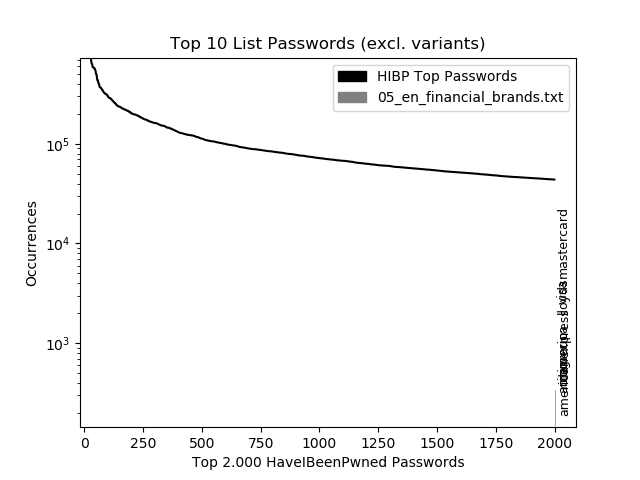 Top 10 List Passwords (excl. variants)
HIBP Top Passwords
05_en_financial_brands.txt
Occurrences
10^5
10^4
10^3
0 250 500 750 1000 1250 1500 1750 2000
Top 2.000 HaveIBeenPwned Passwords
mastercard